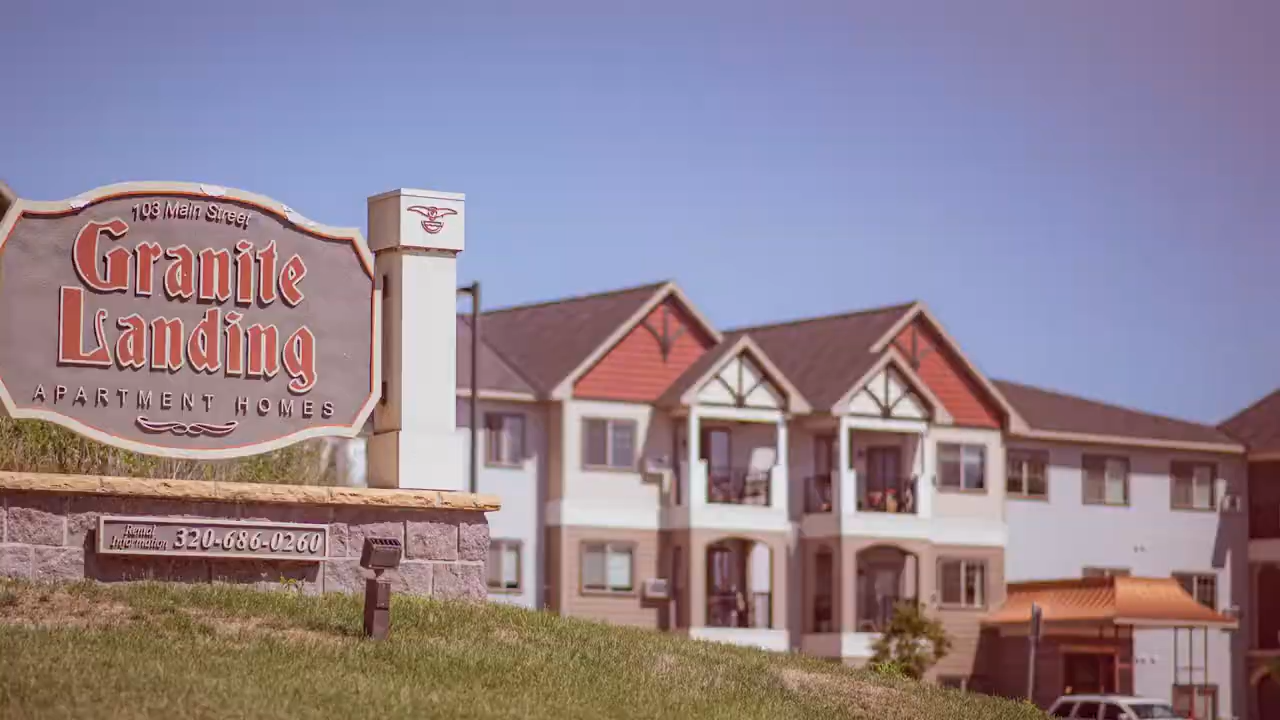 103 Main Street
Granite
Landing
APARTMENT HOMES
Rental
Information 320-686-0260